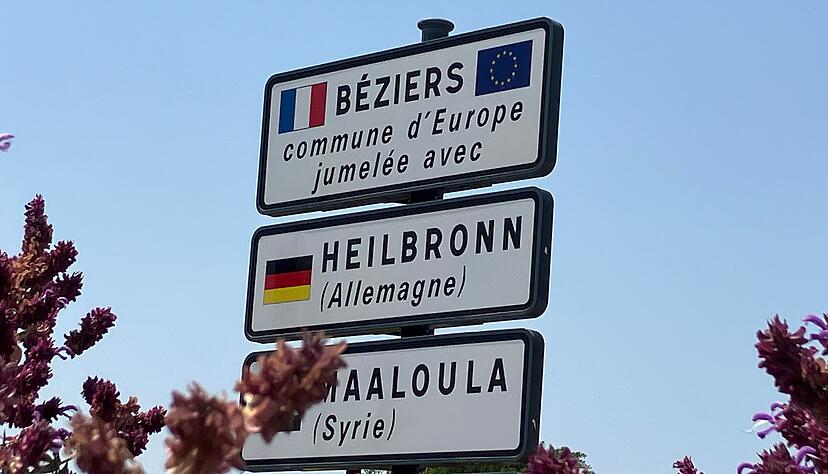 BÉZIERS
commune d'Europe
jumelée avec
HEILBRONN
(Allemagne)
MAALOULA
(Syrie)